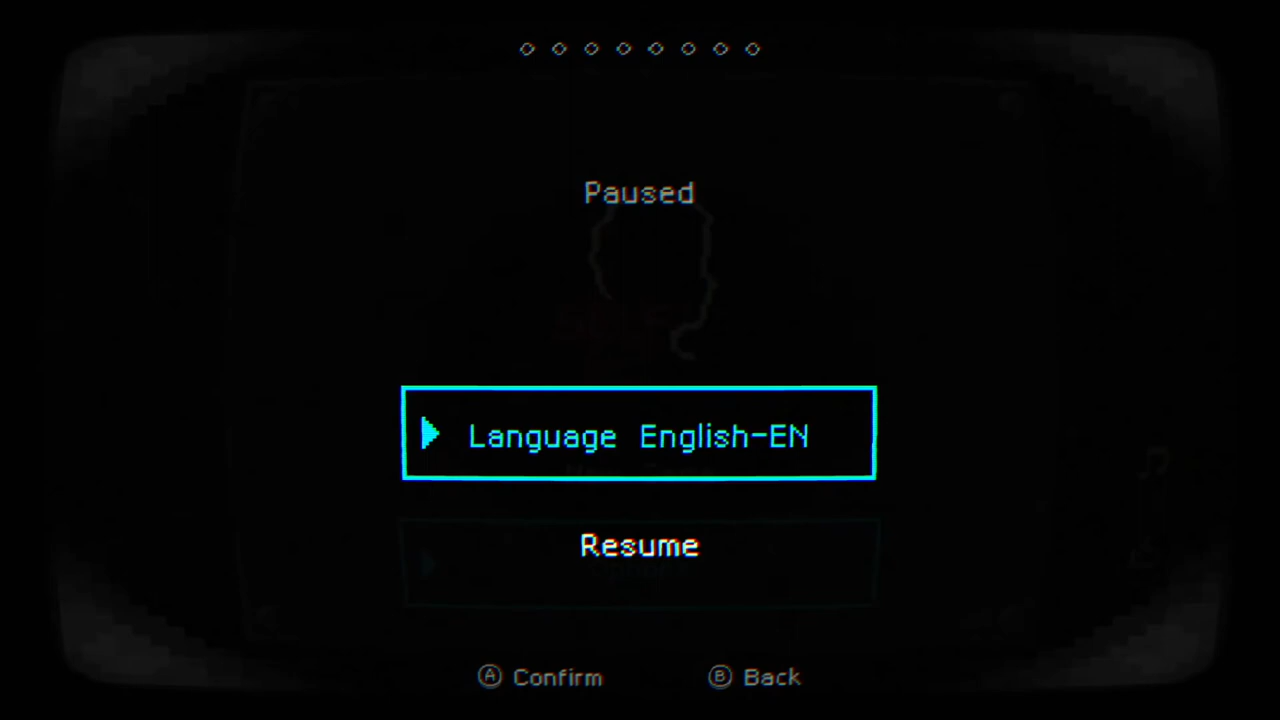 Paused
Language English-EN
Resume
Ⓐ Confirm Ⓑ Back